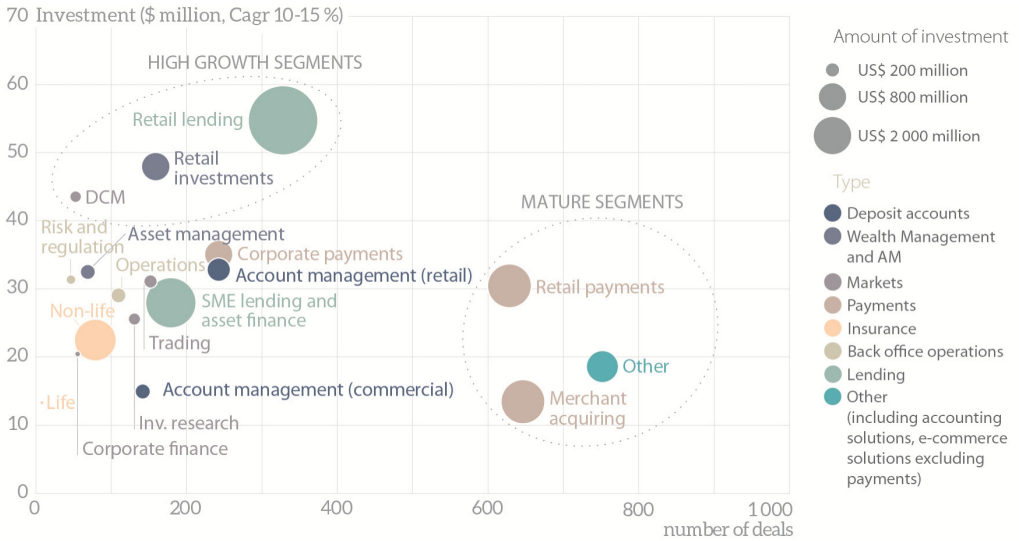 70 Investment ($ million, Cagr 10-15 %)
60
50
40
30
20
10
0
HIGH GROWTH SEGMENTS
Retail lending
Retail
investments
DCM
Risk and
regulation
Asset management
Operations
Corporate payments
Account management (retail)
SME lending and
asset finance
Non-life
Trading
Account management (commercial)
Life
Inv. research
Corporate finance
MATURE SEGMENTS
Retail payments
Other
Merchant
acquiring
0
200
400
600
800
1000
number of deals
Amount of investment
US$ 200 million
US$ 800 million
US$ 2 000 million
Type
Deposit accounts
Wealth Management
and AM
Markets
Payments
Insurance
Back office operations
Lending
Other
(including accounting
solutions, e-commerce
solutions excluding
payments)